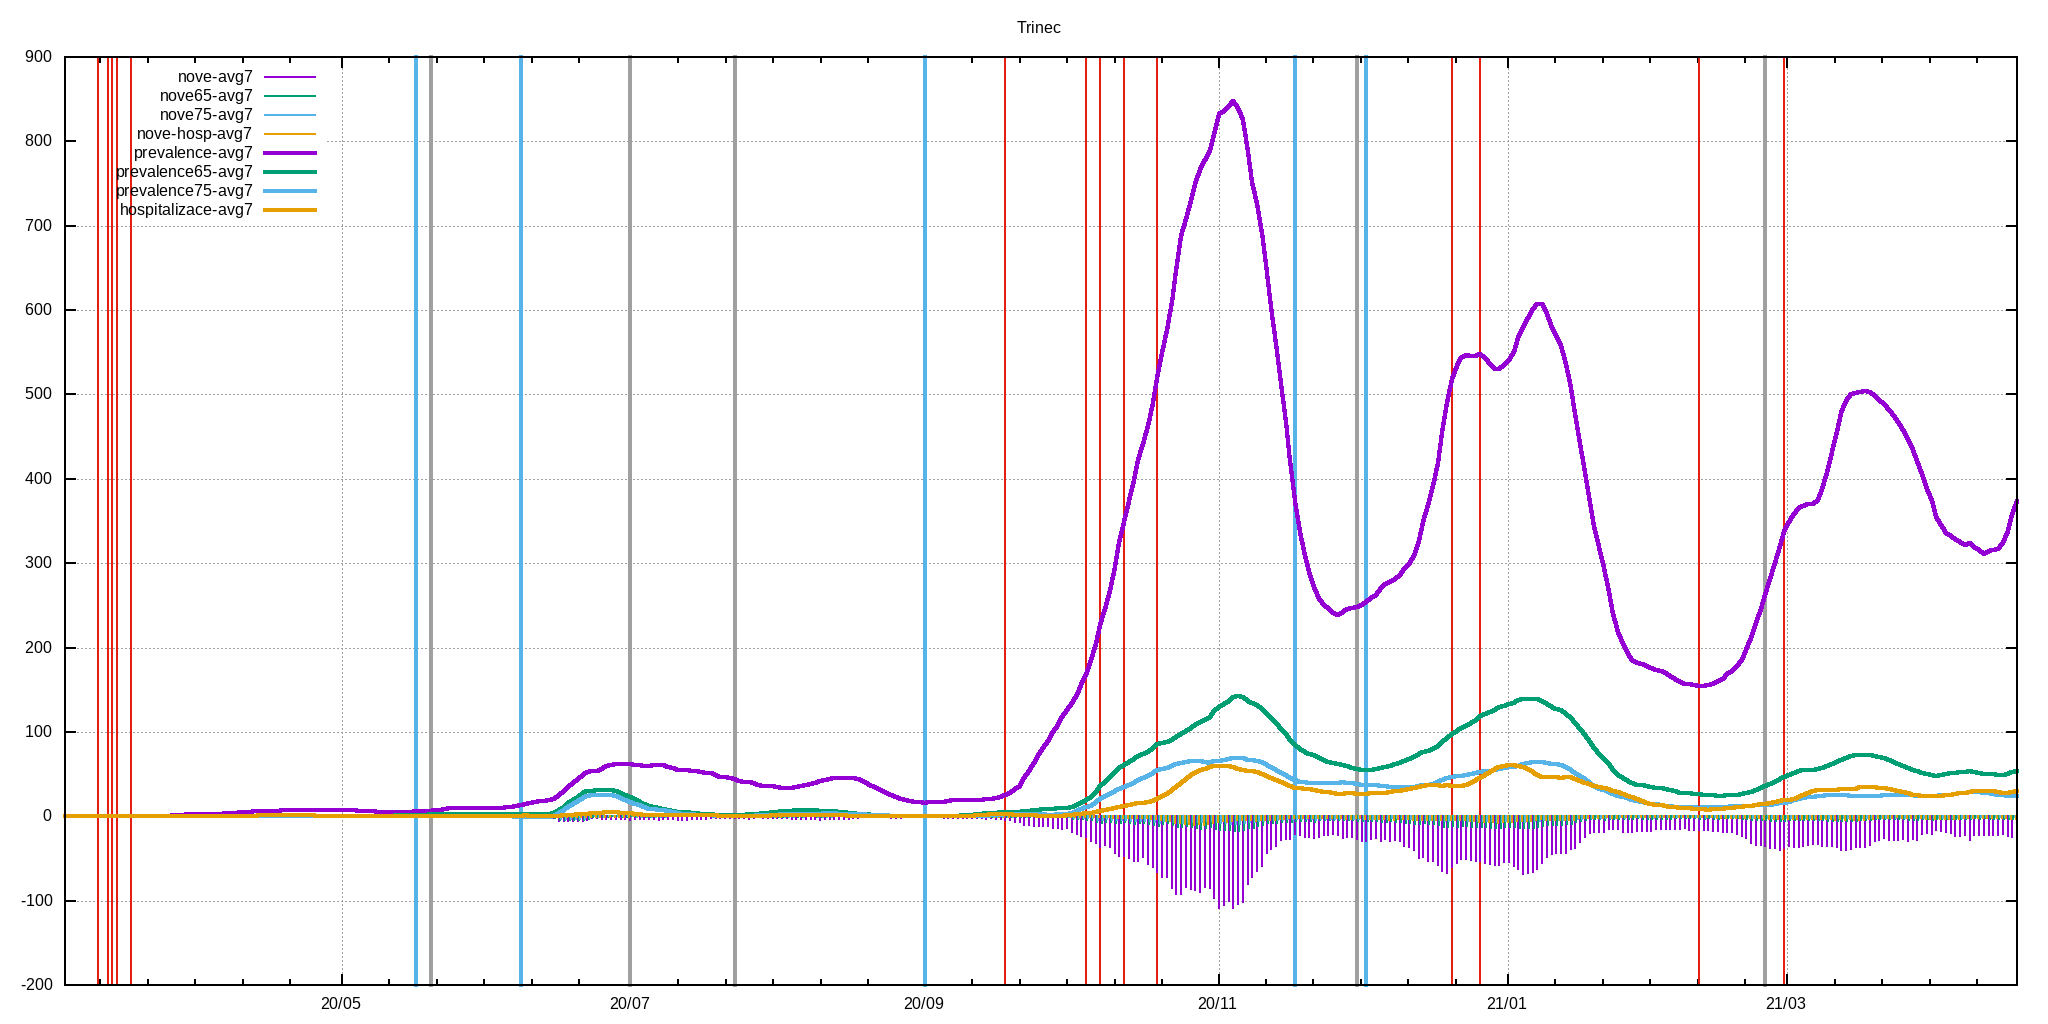 Trinec
900
800
700
600
500
400
300
200
100
0
-100
-200
nove-avg7
nove65-avg7
nove75-avg7
nove-hosp-avg7
prevalence-avg7
prevalence65-avg7
prevalence75-avg7
hospitalizace-avg7
20/05
20/07
20/09
20/11
21/01
21/03